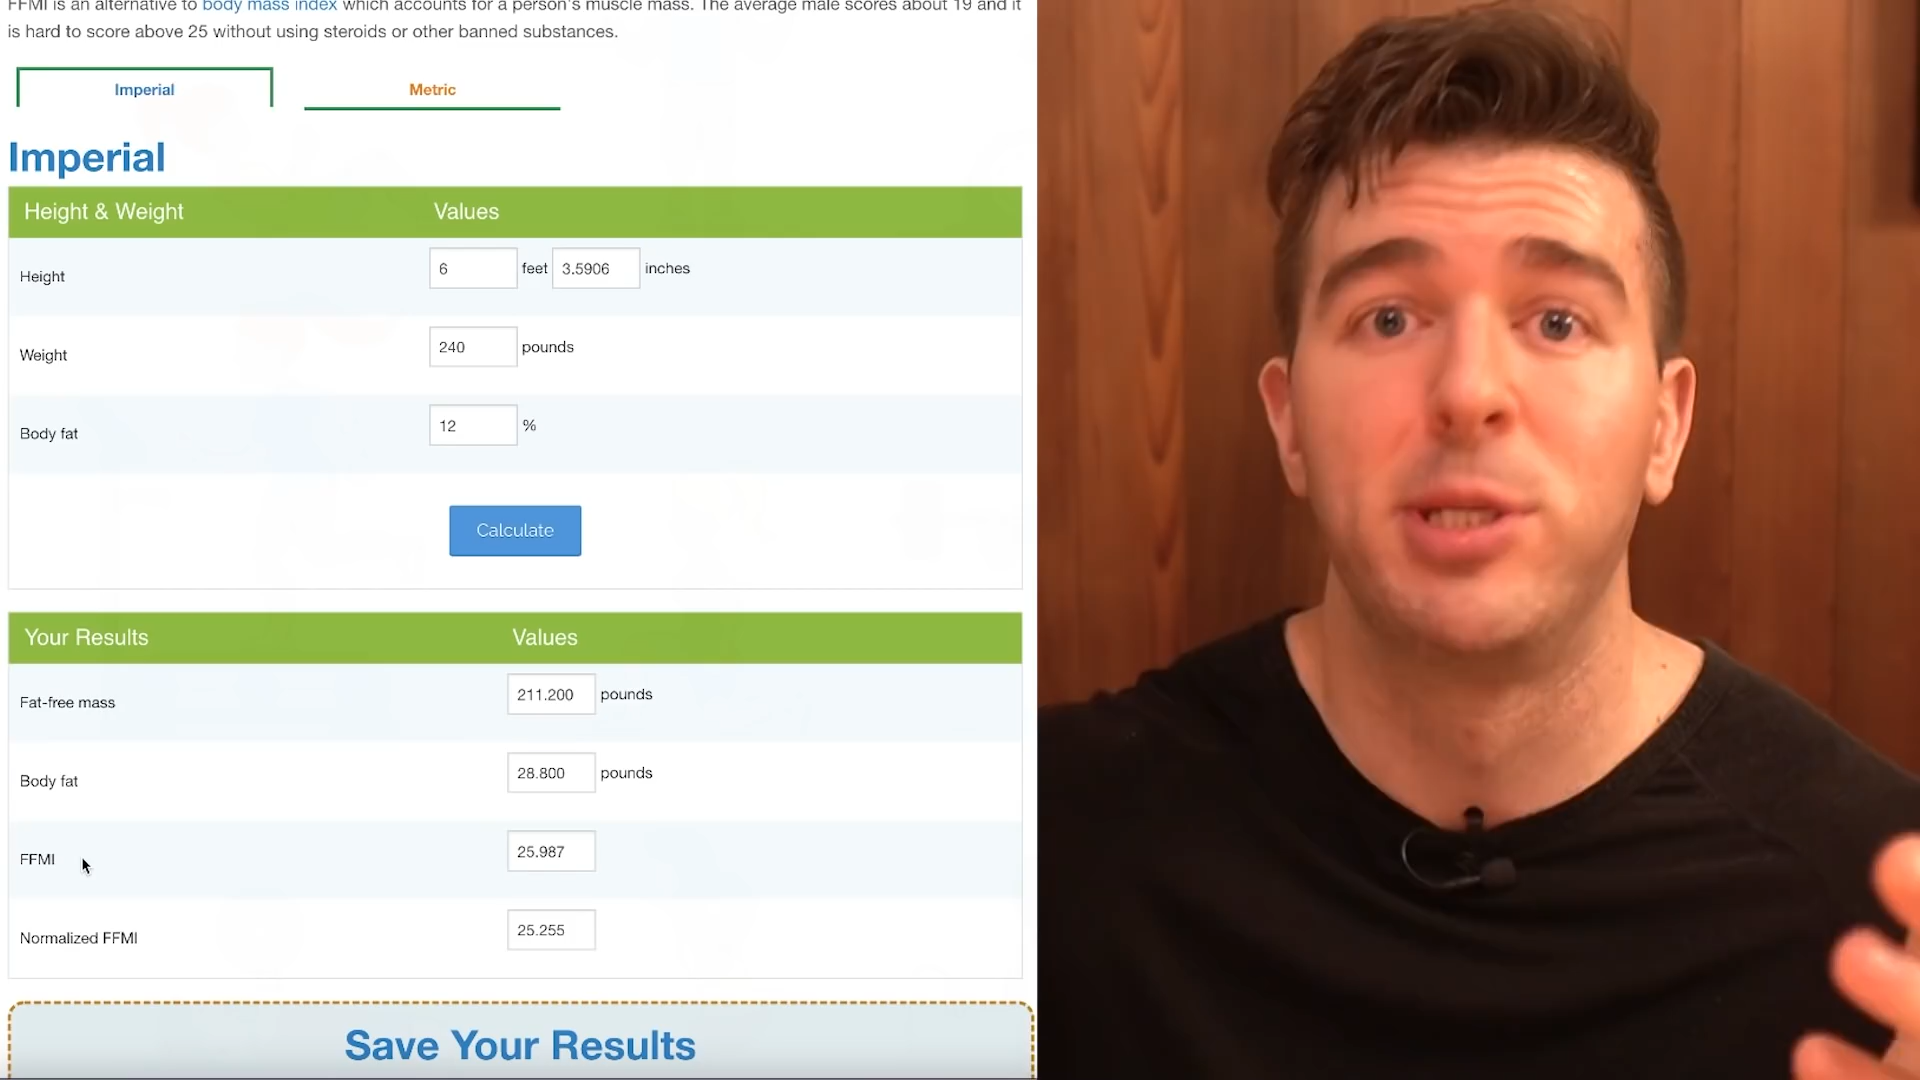 FFMI is an alternative to body mass index which accounts for a person's muscle mass. The average male scores about 19 and it
is hard to score above 25 without using steroids or other banned substances.
Imperial Metric
Imperial
Height & Weight Values
Height 6 feet 3.5906 inches
Weight 240 pounds
Body fat 12 %
Calculate
Your Results Values
Fat-free mass 211.200 pounds
Body fat 28.800 pounds
FFMI 25.987
Normalized FFMI 25.255
Save Your Results